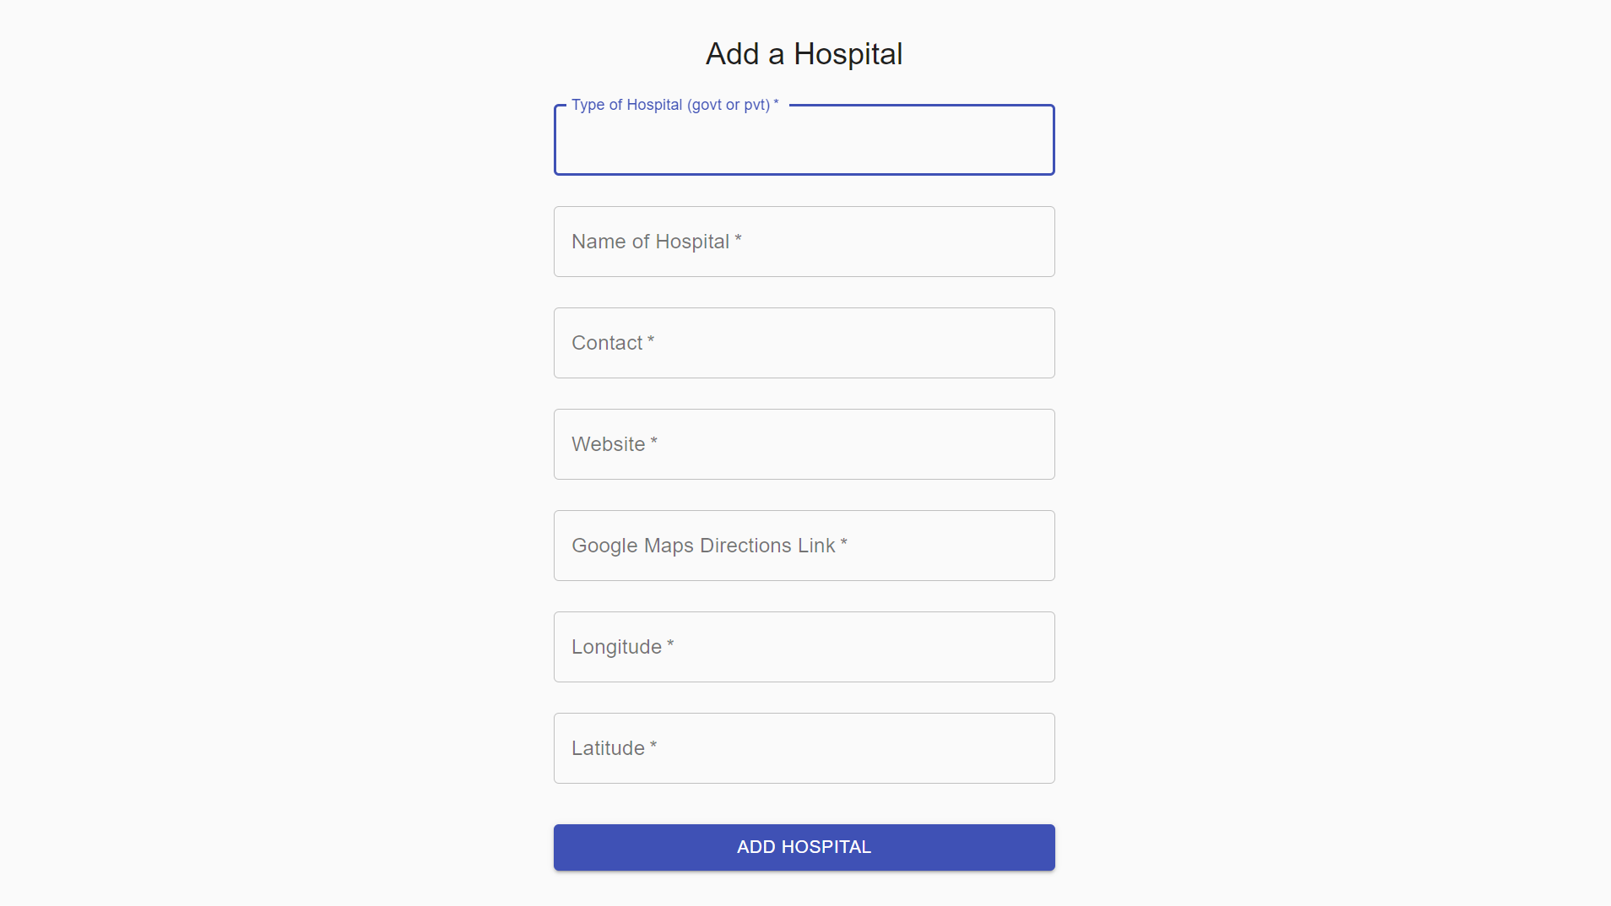 Add a Hospital
Type of Hospital (govt or pvt) *
Name of Hospital *
Contact *
Website *
Google Maps Directions Link *
Longitude *
Latitude *
ADD HOSPITAL